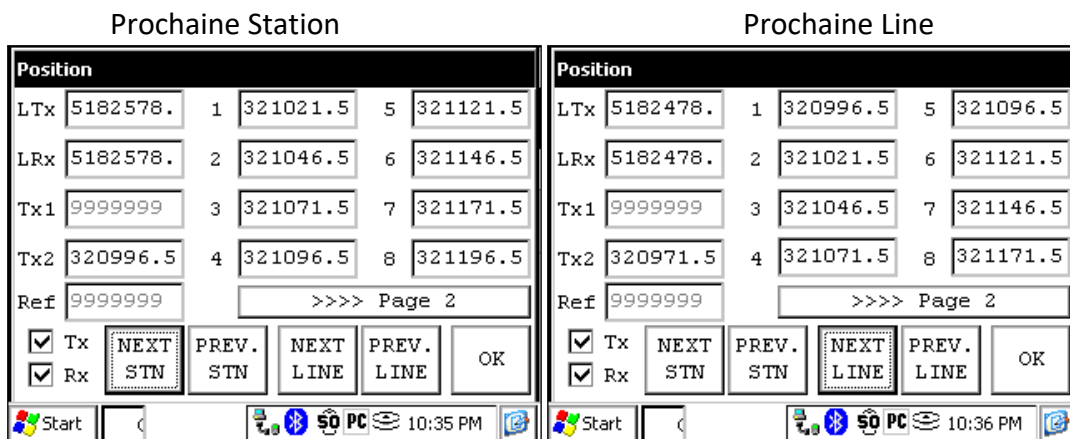 Prochaine Station
Position
LTx 5182578. 1 321021.5 5 321121.5
LRx 5182578. 2 321046.5 6 321146.5
Tx1 9999999 3 321071.5 7 321171.5
Tx2 320996.5 4 321096.5 8 321196.5
Ref 9999999 >>>> Page 2
Tx
Rx
NEXT
STN
PREV.
STN
NEXT
LINE
PREV.
LINE
OK
Start 10:35 PM
Prochaine Line
Position
LTx 5182478. 1 320996.5 5 321096.5
LRx 5182478. 2 321021.5 6 321121.5
Tx1 9999999 3 321046.5 7 321146.5
Tx2 320971.5 4 321071.5 8 321171.5
Ref 9999999 >>>> Page 2
Tx
Rx
NEXT
STN
PREV.
STN
NEXT
LINE
PREV.
LINE
OK
Start PC 10:36 PM